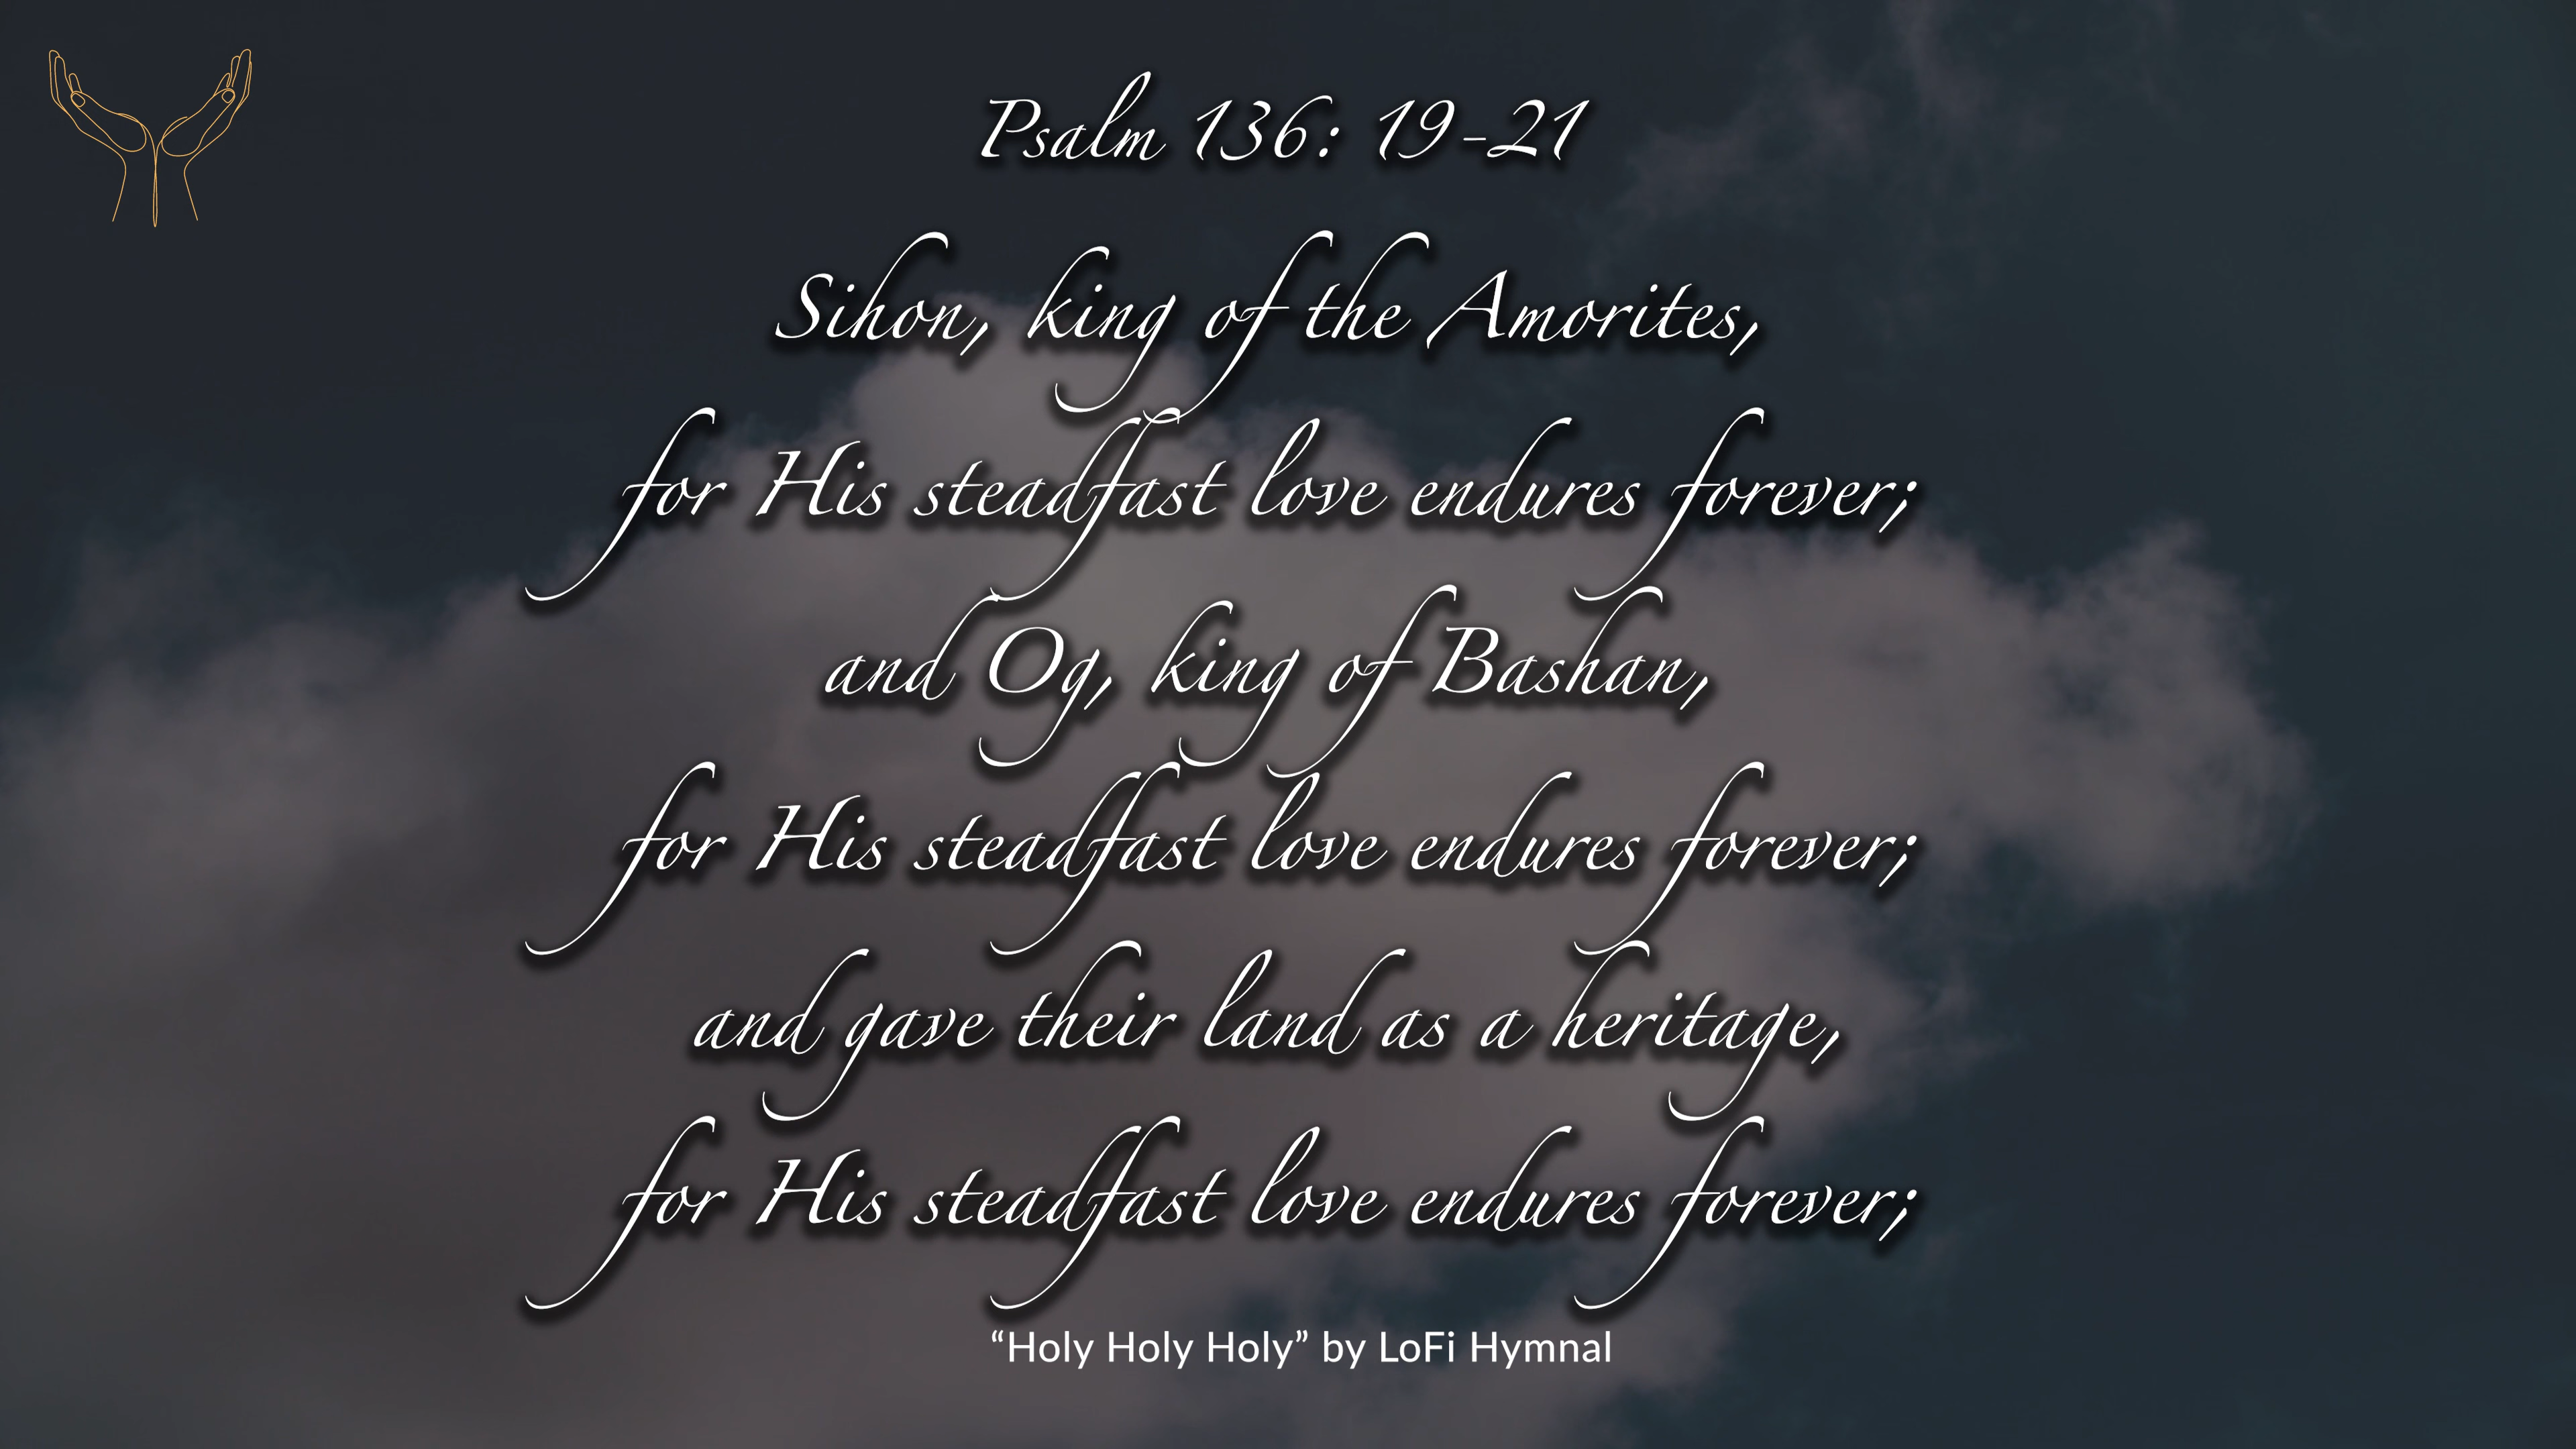 Psalm 136: 19-21
Sihon, king of the Amorites,
for His steadfast love endures forever;
and Og, king of Bashan,
for His steadfast love endures forever;
and gave their land as a heritage,
for His steadfast love endures forever;
“Holy Holy Holy” by LoFi Hymnal